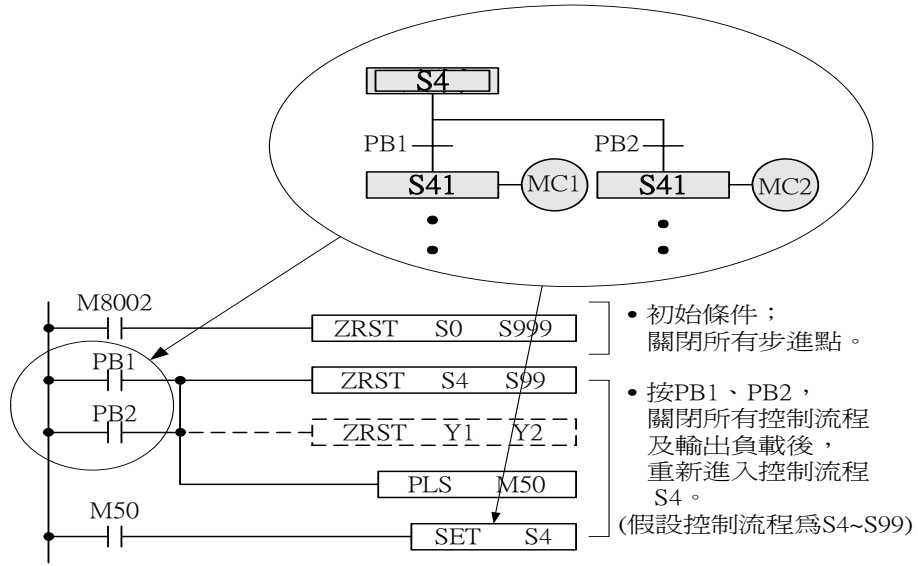 S4
PB1
PB2
S41
MC1
S41
MC2
M8002
ZRST S0 S999
• 初始條件；
關閉所有步進點。
PB1
ZRST S4 S99
• 按PB1、PB2，
關閉所有控制流程
及輸出負載後，
重新進入控制流程
S4。
(假設控制流程爲S4~S99)
PB2
ZRST Y1 Y2
PLS M50
M50
SET S4